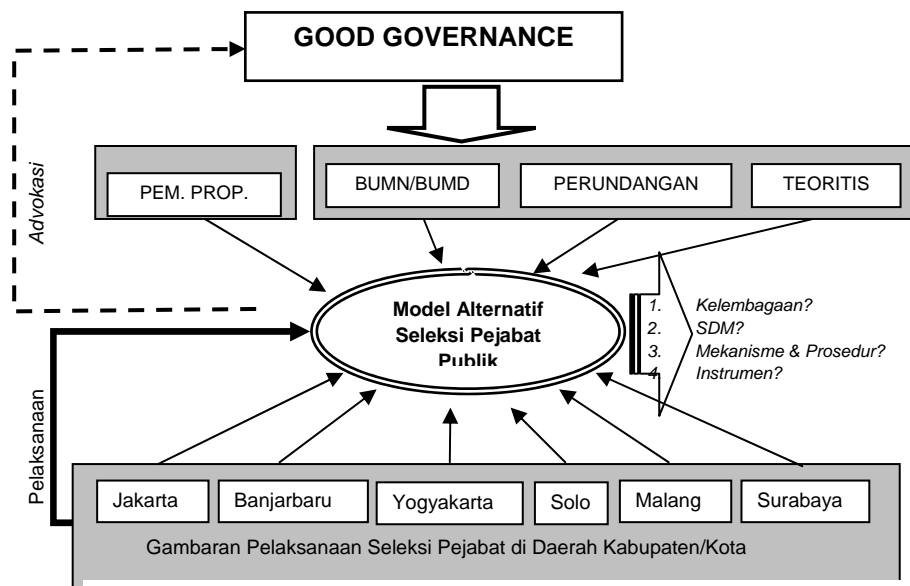 GOOD GOVERNANCE
Advokasi
PEM. PROP.
BUMN/BUMD
PERUNDANGAN
TEORITIS
Model Alternatif
Seleksi Pejabat
Publik
1. Kelembagaan?
2. SDM?
3. Mekanisme & Prosedur?
4. Instrumen?
Pelaksanaan
Jakarta
Banjarbaru
Yogyakarta
Solo
Malang
Surabaya
Gambaran Pelaksanaan Seleksi Pejabat di Daerah Kabupaten/Kota